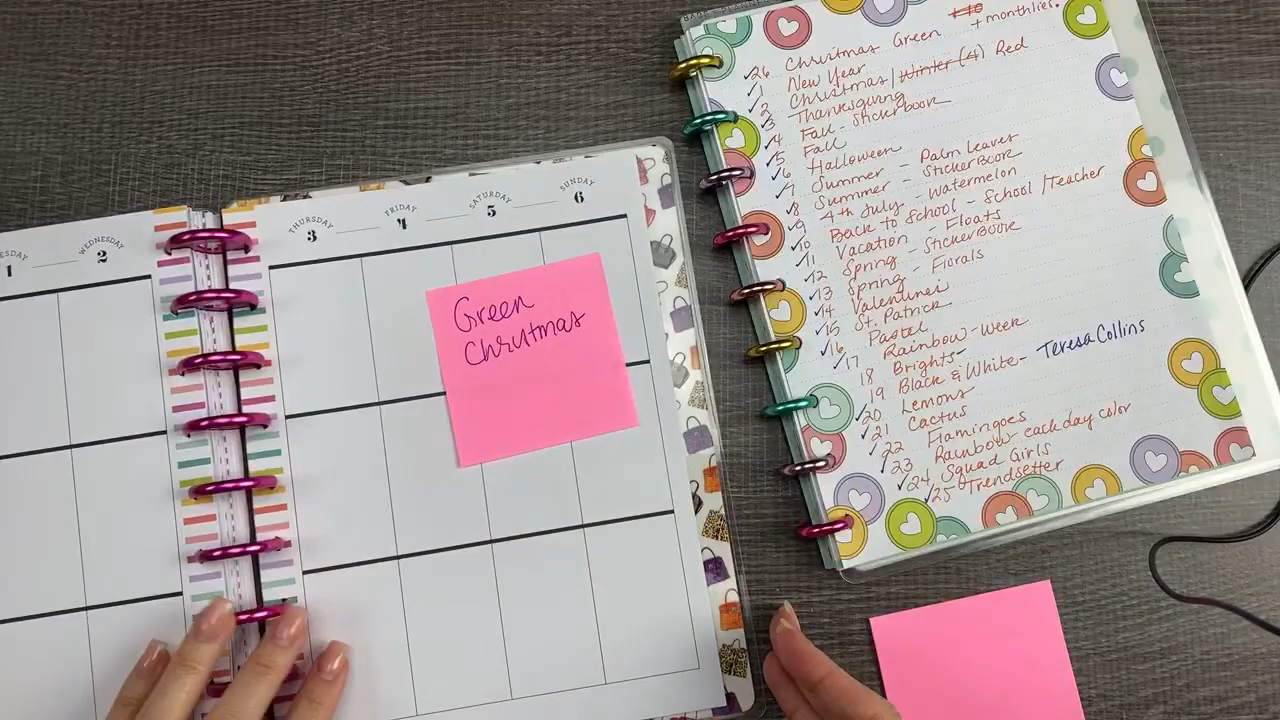 1
WEDNESDAY
2
THURSDAY
3
FRIDAY
4
SATURDAY
5
SUNDAY
6
Green
Christmas
+ monthlies.
✓26 Christmas Green
✓1 New Year
✓2 Christmas / Winter (4) Red
✓3 Thanksgiving
✓4 Fall - Stickerbook
✓5 Fall
✓6 Halloween
✓7 Summer - Palm Leaves
✓8 Summer - StickerBook
✓9 4th July - Watermelon
✓10 Back to School - School/Teacher
✓11 Vacation - Floats
✓12 Spring - StickerBook
✓13 Spring - Florals
✓14 Valentines
✓15 St. Patrick
✓16 Pastel
✓17 Rainbow - Week
18 Brights -
19 Black & White - Teresa Collins
✓20 Lemons
✓21 Cactus
✓22 Flamingoes
✓23 Rainbow each day color
✓24 Squad Girls
✓25 - Trendsetter